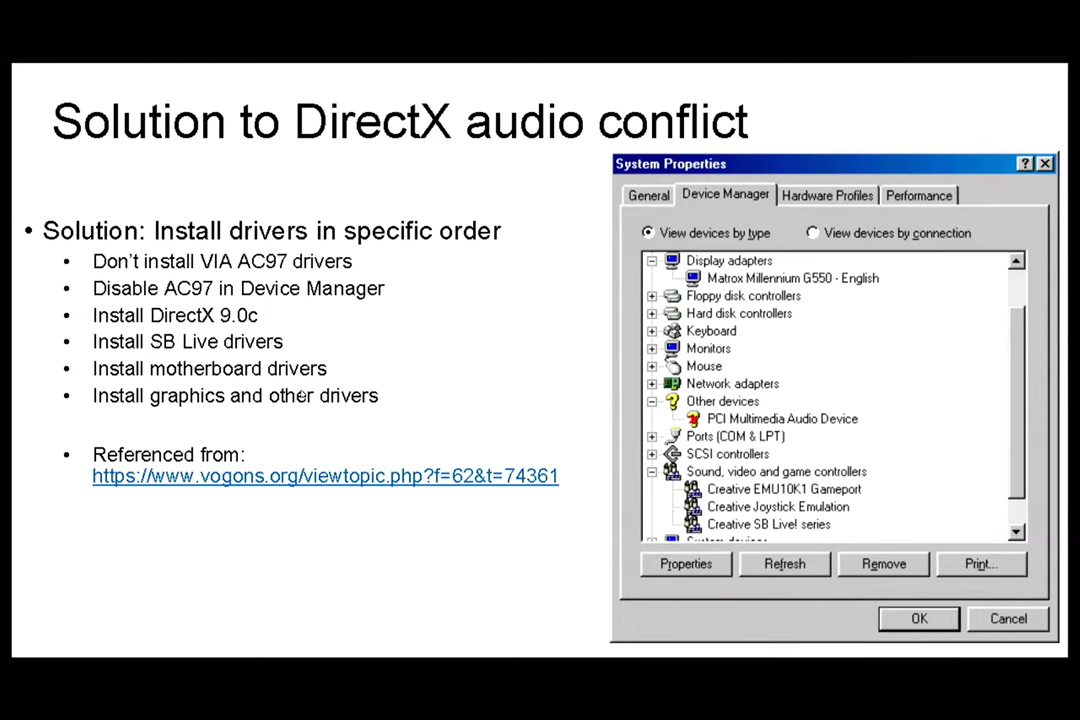 Solution to DirectX audio conflict
• Solution: Install drivers in specific order
• Don't install VIA AC97 drivers
• Disable AC97 in Device Manager
• Install DirectX 9.0c
• Install SB Live drivers
• Install motherboard drivers
• Install graphics and other drivers
• Referenced from:
https://www.vogons.org/viewtopic.php?f=62&t=74361
System Properties
General Device Manager Hardware Profiles Performance
View devices by type View devices by connection
Display adapters
Matrox Millennium G550 - English
Floppy disk controllers
Hard disk controllers
Keyboard
Monitors
Mouse
Network adapters
Other devices
PCI Multimedia Audio Device
Ports (COM & LPT)
SCSI controllers
Sound, video and game controllers
Creative EMU10K1 Gameport
Creative Joystick Emulation
Creative SB Live! series
Properties Refresh Remove Print...
OK Cancel